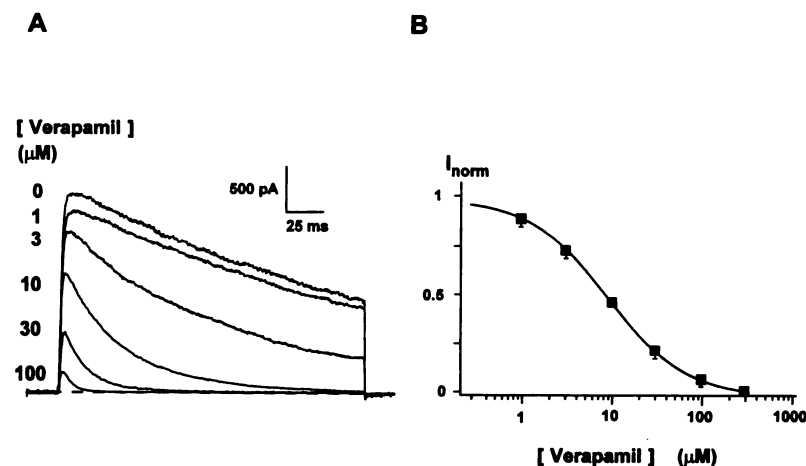 A
B
[ Verapamil ]
(μM)
0
1
3
10
30
100
500 pA
25 ms
Inorm
1
0.5
0
1
10
100
1000
[ Verapamil ] (μM)